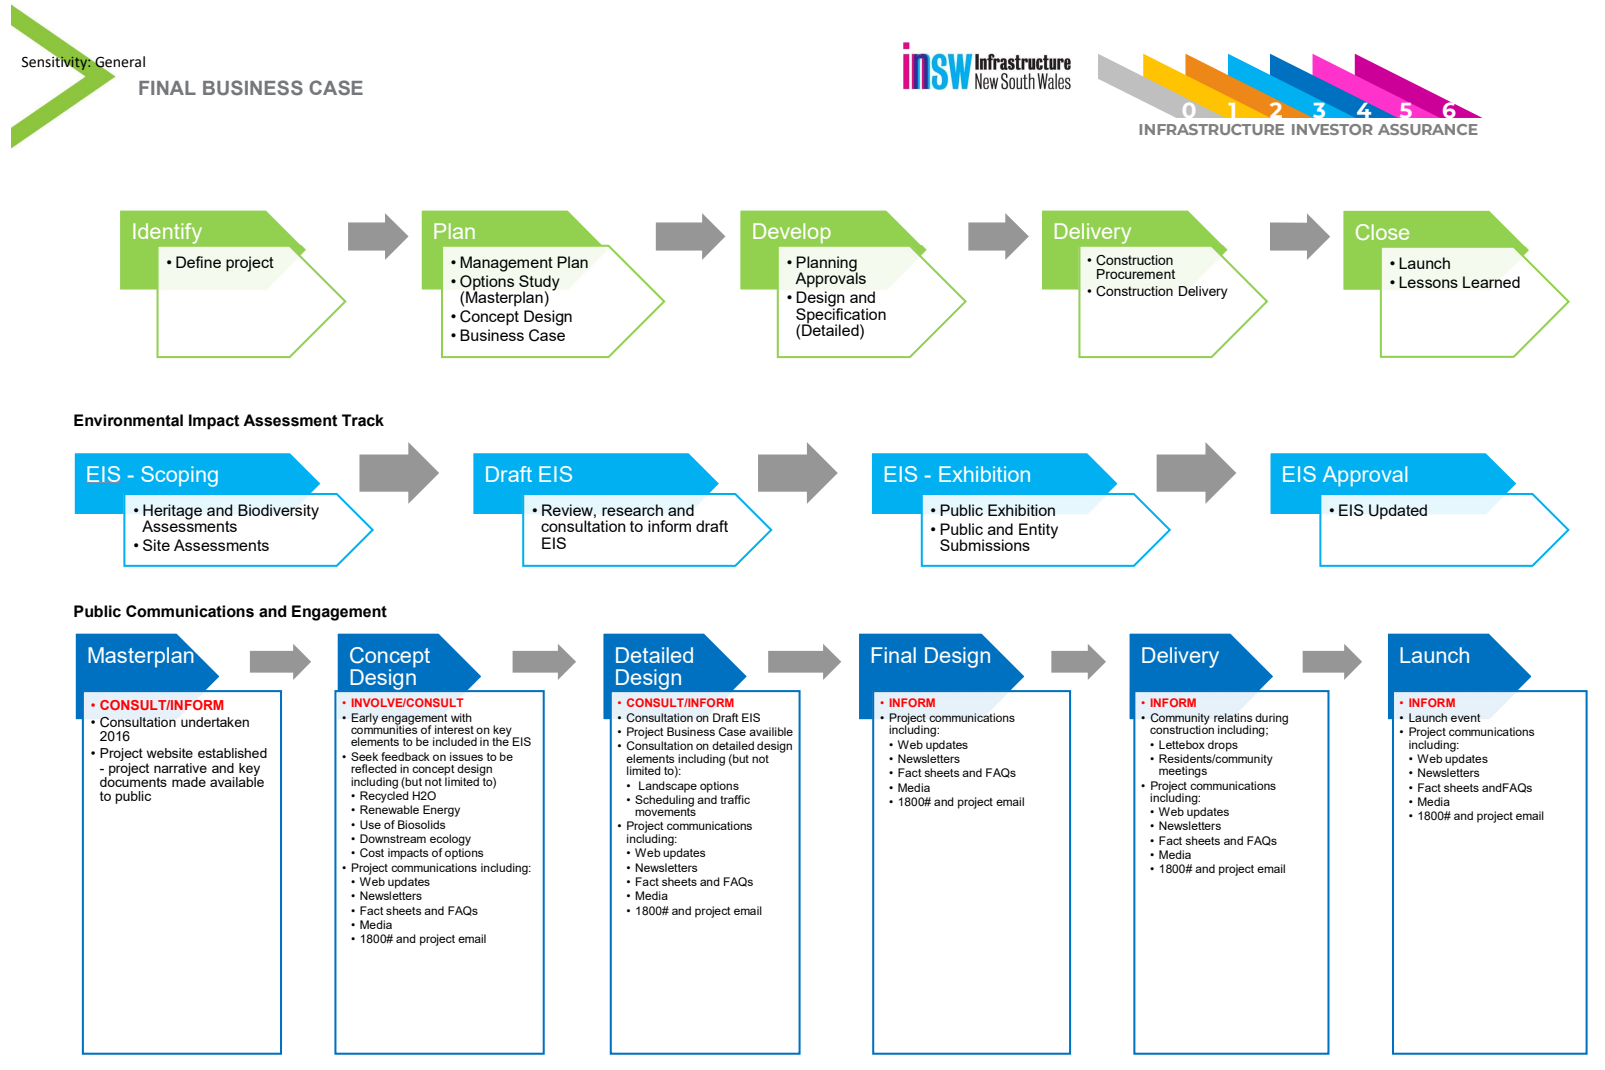 Sensitivity: General
FINAL BUSINESS CASE
insw Infrastructure
New South Wales
0 1 2 3 4 5 6
INFRASTRUCTURE INVESTOR ASSURANCE
Identify
• Define project
Plan
• Management Plan
• Options Study
(Masterplan)
• Concept Design
• Business Case
Develop
• Planning
Approvals
• Design and
Specification
(Detailed)
Delivery
• Construction
Procurement
• Construction Delivery
Close
• Launch
• Lessons Learned
Environmental Impact Assessment Track
EIS - Scoping
• Heritage and Biodiversity
Assessments
• Site Assessments
Draft EIS
• Review, research and
consultation to inform draft
EIS
EIS - Exhibition
• Public Exhibition
• Public and Entity
Submissions
EIS Approval
• EIS Updated
Public Communications and Engagement
Masterplan
• CONSULT/INFORM
• Consultation undertaken
2016
• Project website established
- project narrative and key
documents made available
to public
Concept
Design
• INVOLVE/CONSULT
• Early engagement with
communities of interest on key
elements to be included in the EIS
• Seek feedback on issues to be
reflected in concept design
including (but not limited to)
• Recycled H2O
• Renewable Energy
• Use of Biosolids
• Downstream ecology
• Cost impacts of options
• Project communications including:
• Web updates
• Newsletters
• Fact sheets and FAQs
• Media
• 1800# and project email
Detailed
Design
• CONSULT/INFORM
• Consultation on Draft EIS
• Project Business Case availible
• Consultation on detailed design
elements including (but not
limited to):
• Landscape options
• Scheduling and traffic
movements
• Project communications
including:
• Web updates
• Newsletters
• Fact sheets and FAQs
• Media
• 1800# and project email
Final Design
• INFORM
• Project communications
including:
• Web updates
• Newsletters
• Fact sheets and FAQs
• Media
• 1800# and project email
Delivery
• INFORM
• Community relatins during
construction including;
• Lettebox drops
• Residents/community
meetings
• Project communications
including:
• Web updates
• Newsletters
• Fact sheets and FAQs
• Media
• 1800# and project email
Launch
• INFORM
• Launch event
• Project communications
including:
• Web updates
• Newsletters
• Fact sheets andFAQs
• Media
• 1800# and project email